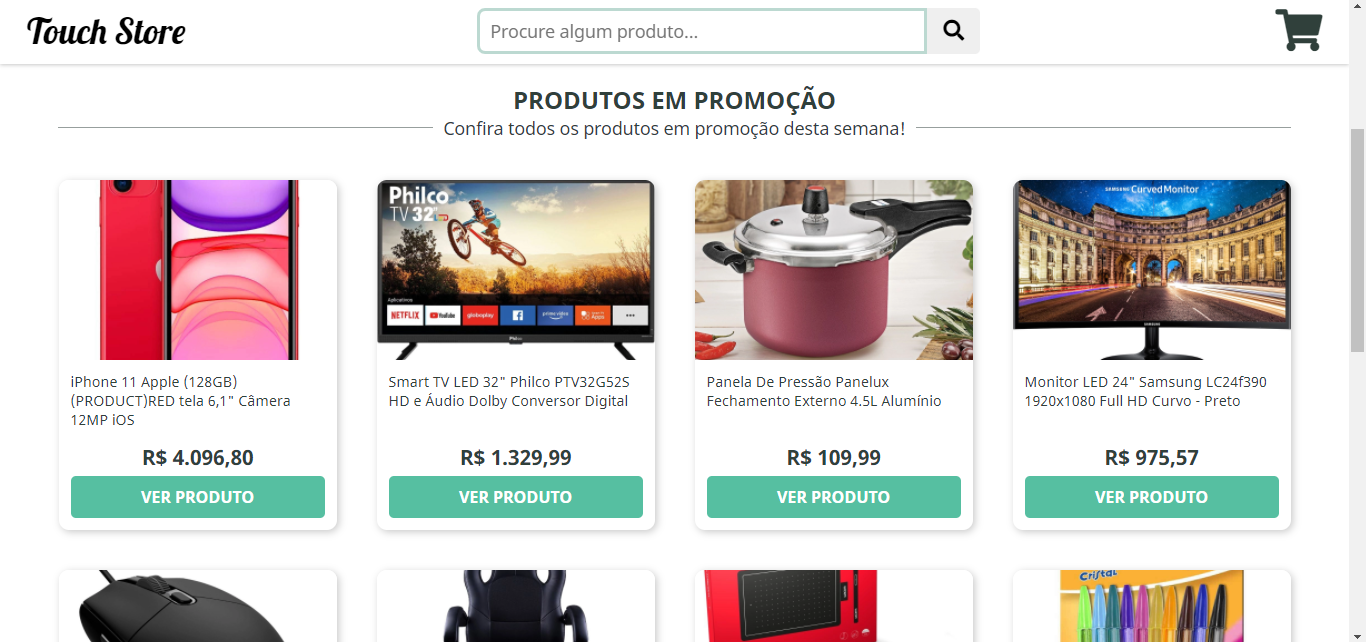 Touch Store
Procure algum produto...
PRODUTOS EM PROMOÇÃO
Confira todos os produtos em promoção desta semana!
Philco
TV 32"
Aplicativos
NETFLIX
YouTube
globoplay
prime video
Apps
Philco
SAMSUNG Curved Monitor
SAMSUNG
iPhone 11 Apple (128GB)
(PRODUCT)RED tela 6,1" Câmera
12MP iOS
R$ 4.096,80
VER PRODUTO
Smart TV LED 32" Philco PTV32G52S
HD e Áudio Dolby Conversor Digital
R$ 1.329,99
VER PRODUTO
Panela De Pressão Panelux
Fechamento Externo 4.5L Alumínio
R$ 109,99
VER PRODUTO
Monitor LED 24" Samsung LC24f390
1920x1080 Full HD Curvo - Preto
R$ 975,57
VER PRODUTO
Cristal